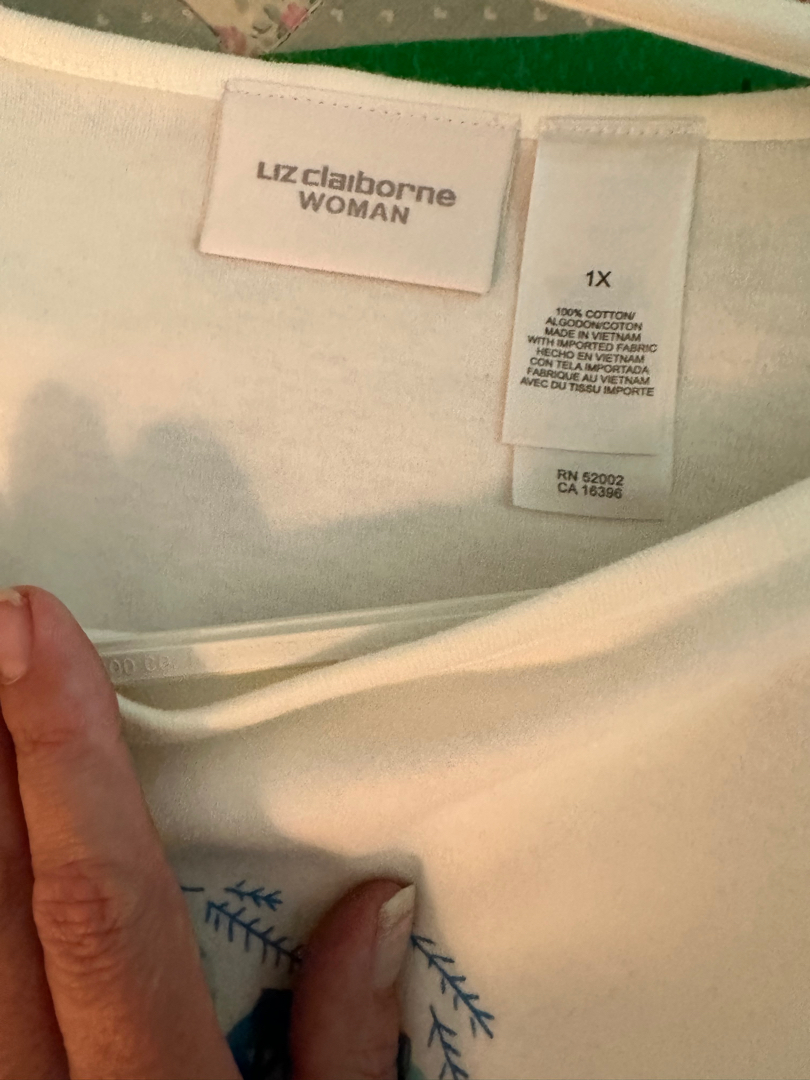 LIZ claiborne
WOMAN
1X
100% COTTON/
ALGODON/COTON
MADE IN VIETNAM
WITH IMPORTED FABRIC
HECHO EN VIETNAM
CON TELA IMPORTADA
FABRIQUE AU VIETNAM
AVEC DU TISSU IMPORTE
RN 52002
CA 16396